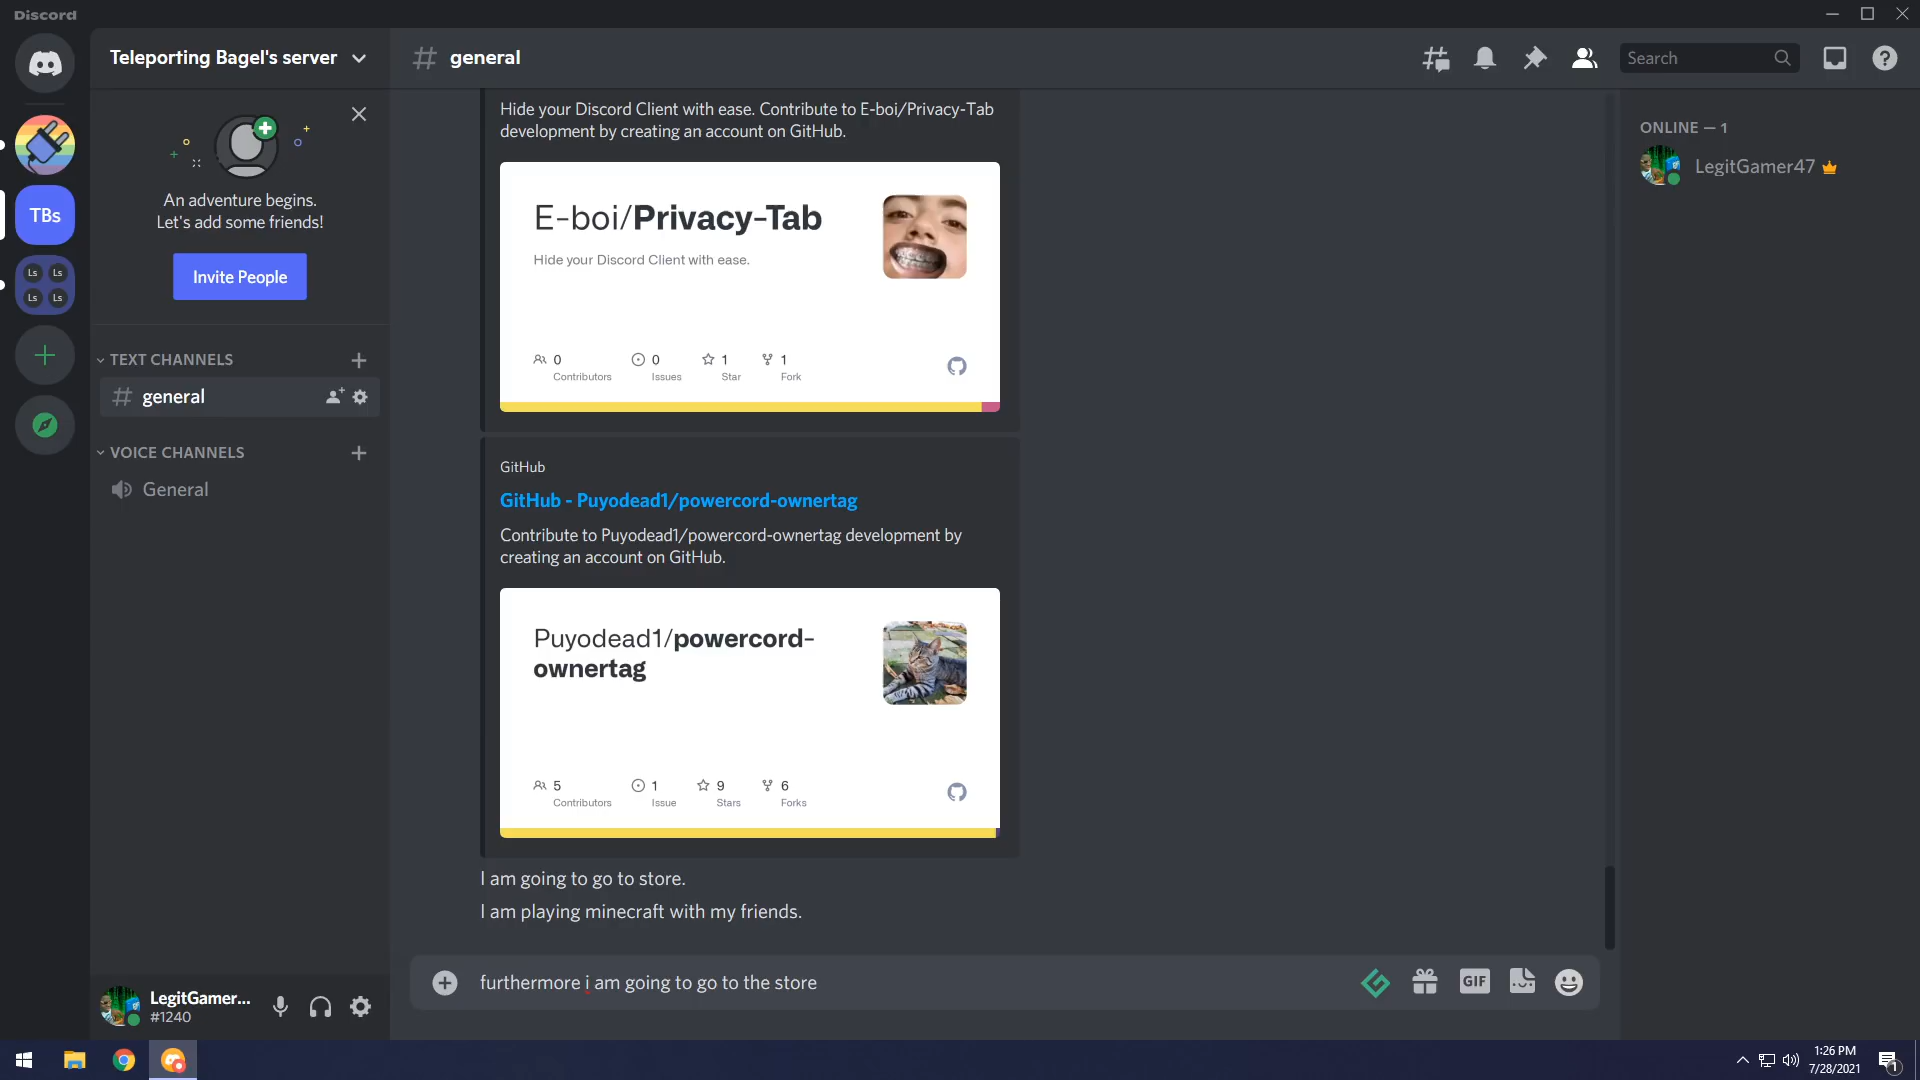 Discord
Teleporting Bagel's server
general
Search
An adventure begins.
Let's add some friends!
Invite People
TBs
Ls Ls
Ls Ls
TEXT CHANNELS
general
VOICE CHANNELS
General
Hide your Discord Client with ease. Contribute to E-boi/Privacy-Tab
development by creating an account on GitHub.
E-boi/Privacy-Tab
Hide your Discord Client with ease.
0 0 1 1
Contributors Issues Star Fork
GitHub
GitHub - Puyodead1/powercord-ownertag
Contribute to Puyodead1/powercord-ownertag development by
creating an account on GitHub.
Puyodead1/powercord-
ownertag
5 1 9 6
Contributors Issue Stars Forks
I am going to go to store.
I am playing minecraft with my friends.
furthermore i am going to go to the store
GIF
ONLINE — 1
LegitGamer47
LegitGamer...
#1240
1:26 PM
7/28/2021
1